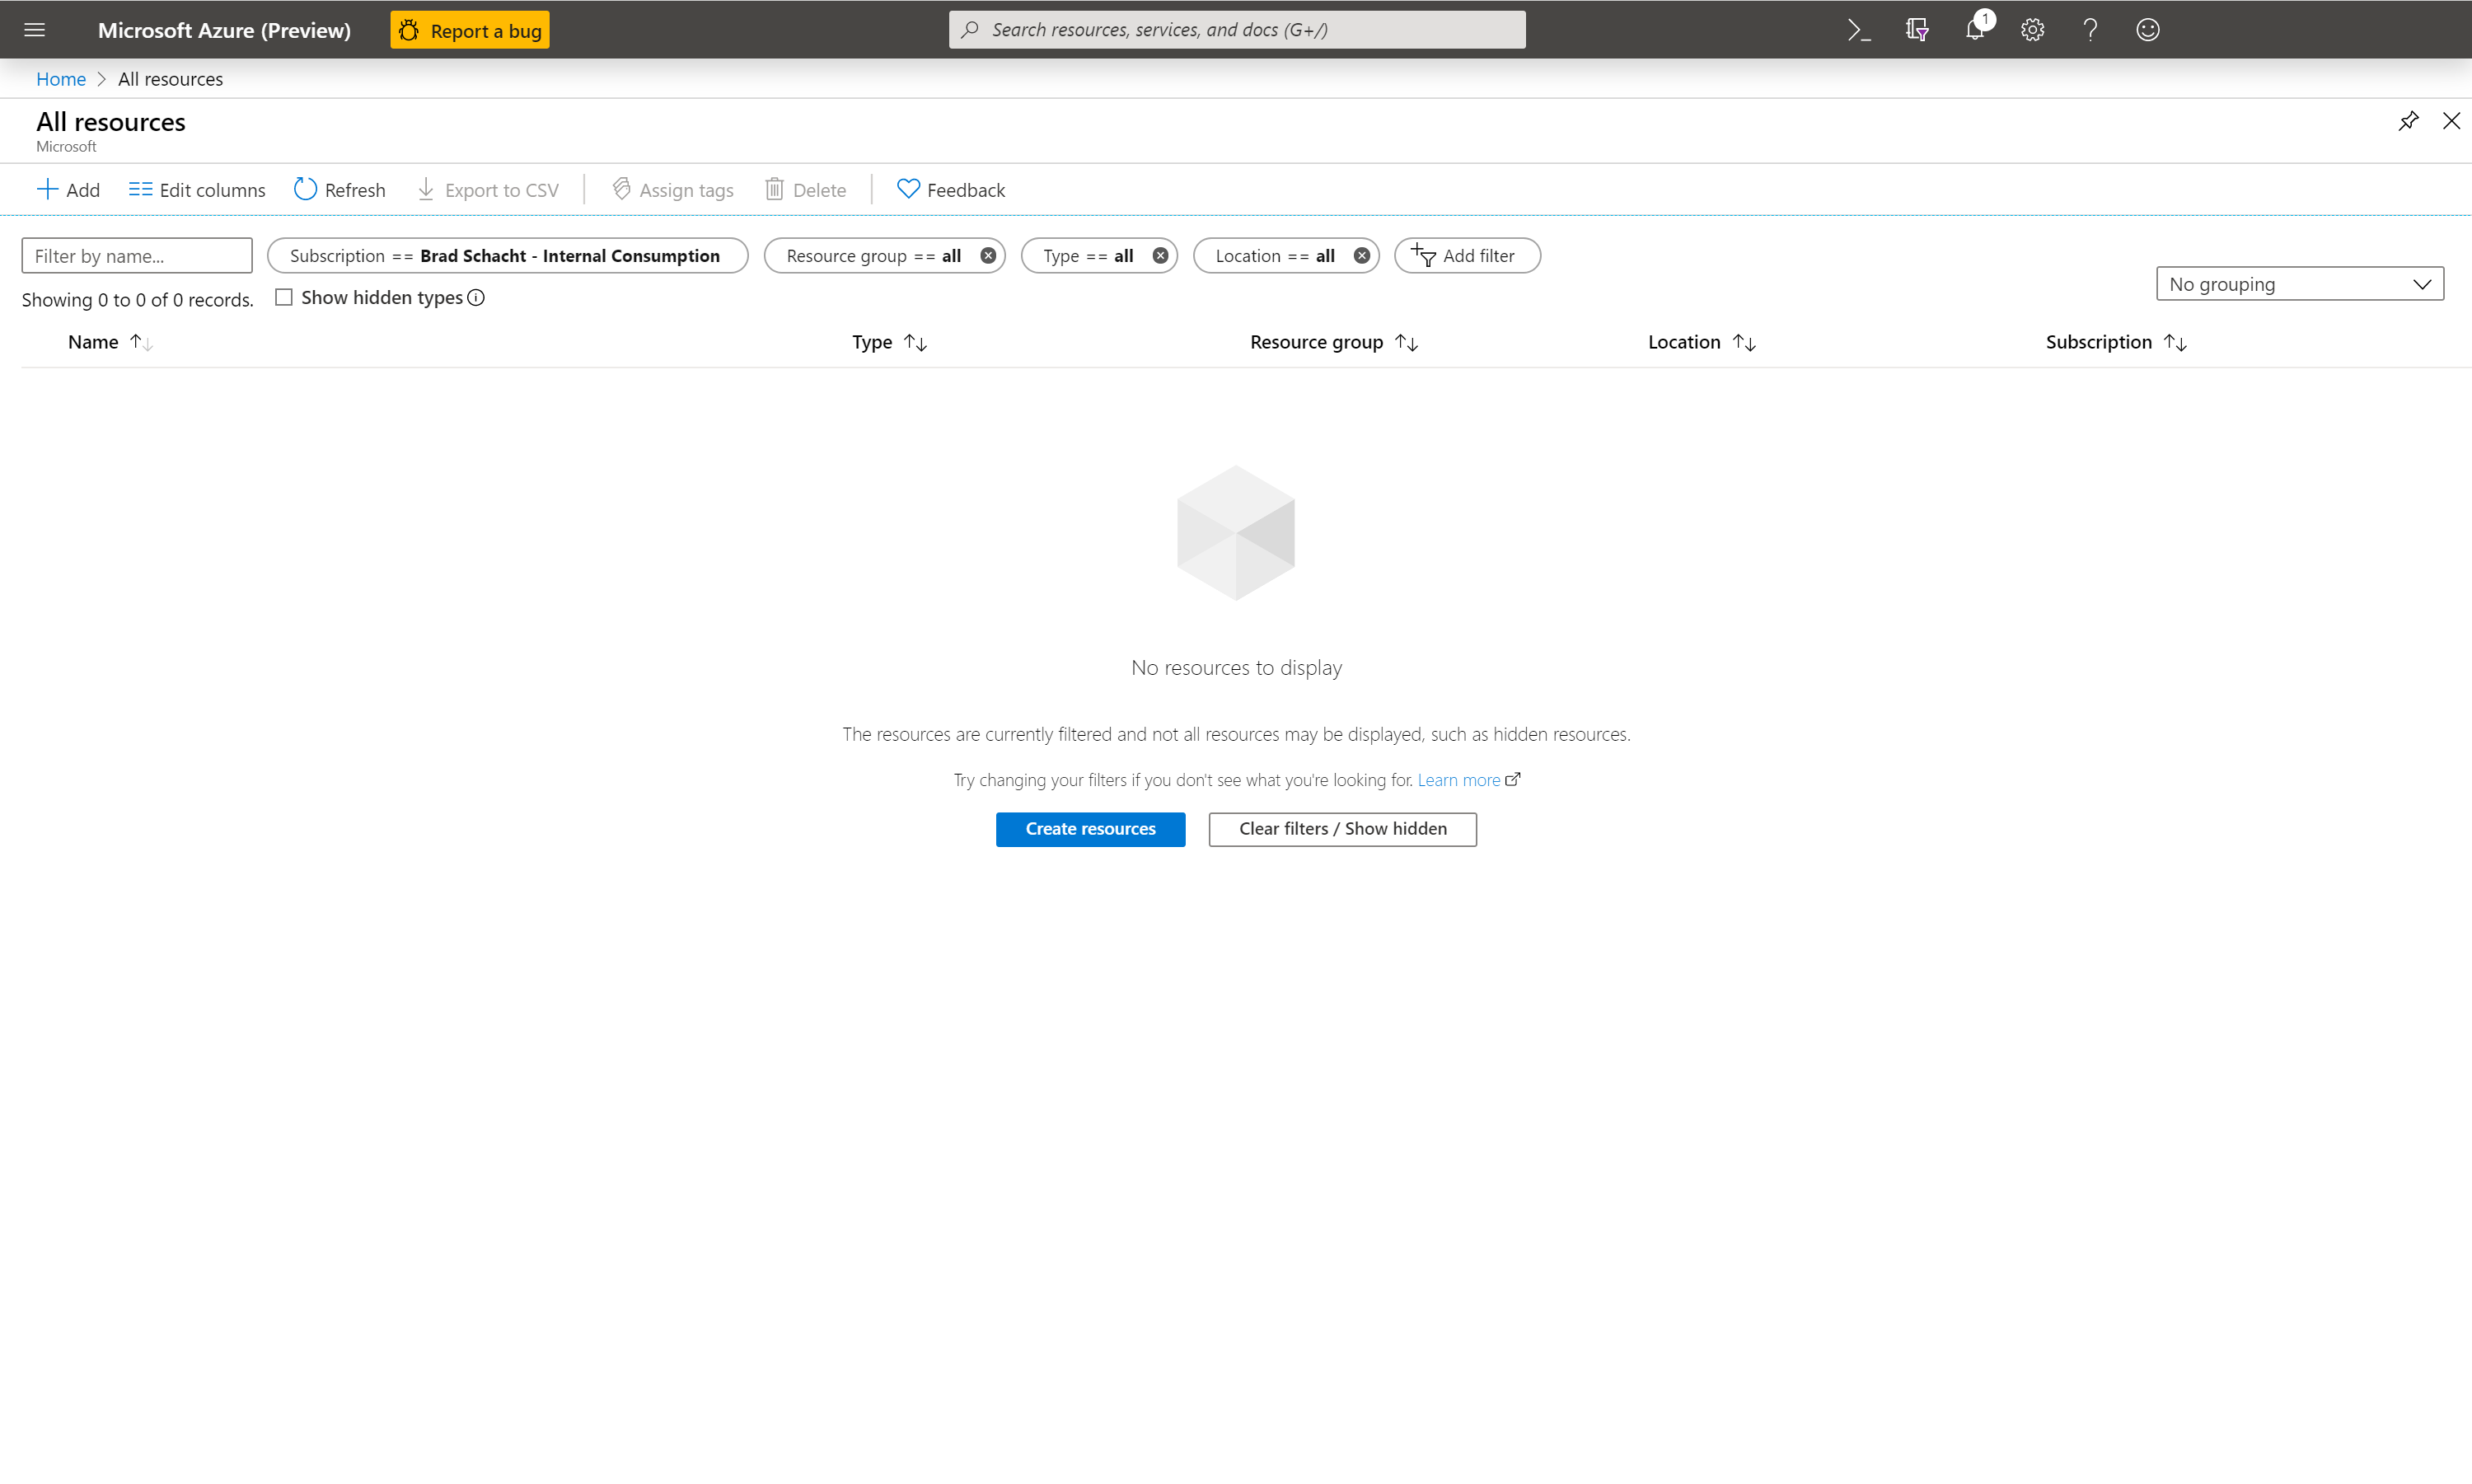 Microsoft Azure (Preview) Report a bug Search resources, services, and docs (G+/) 1
Home > All resources
All resources
Microsoft
Add Edit columns Refresh Export to CSV Assign tags Delete Feedback
Filter by name... Subscription == Brad Schacht - Internal Consumption Resource group == all Type == all Location == all Add filter
No grouping
Showing 0 to 0 of 0 records. Show hidden types
Name Type Resource group Location Subscription
No resources to display
The resources are currently filtered and not all resources may be displayed, such as hidden resources.
Try changing your filters if you don't see what you're looking for. Learn more
Create resources Clear filters / Show hidden